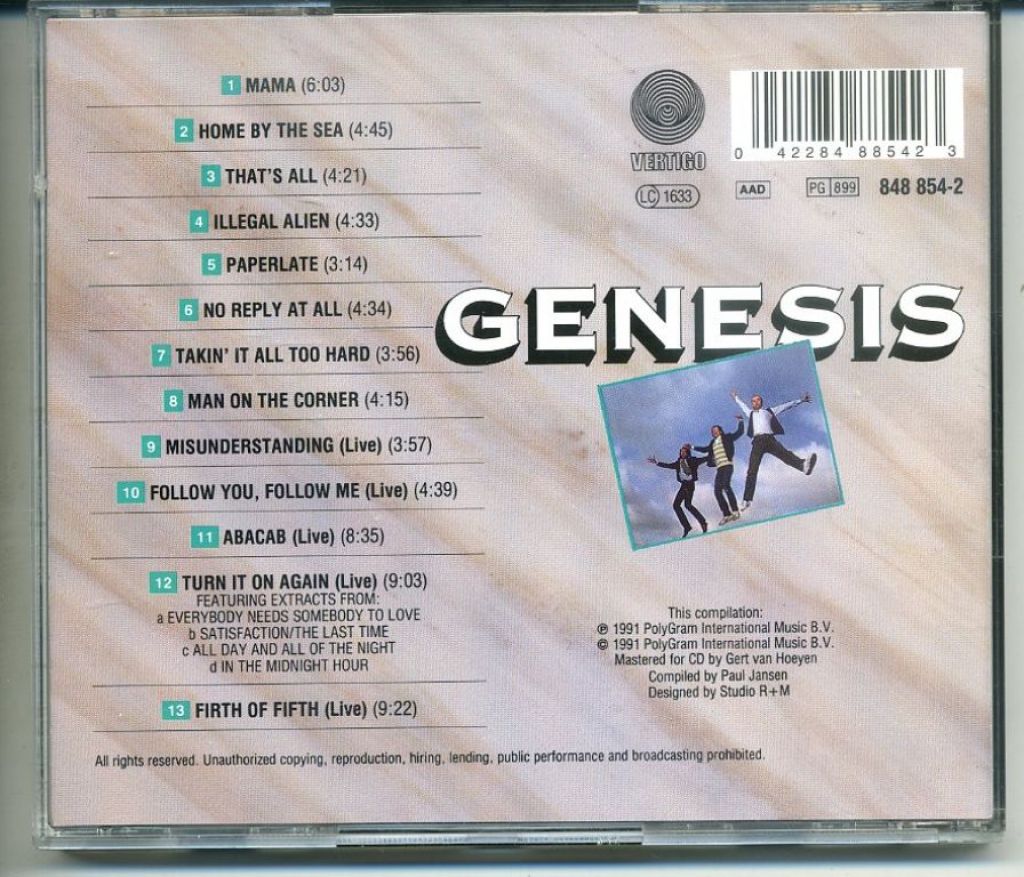 1 MAMA (6:03)
2 HOME BY THE SEA (4:45)
3 THAT'S ALL (4:21)
4 ILLEGAL ALIEN (4:33)
5 PAPERLATE (3:14)
6 NO REPLY AT ALL (4:34)
7 TAKIN' IT ALL TOO HARD (3:56)
8 MAN ON THE CORNER (4:15)
9 MISUNDERSTANDING (Live) (3:57)
10 FOLLOW YOU, FOLLOW ME (Live) (4:39)
11 ABACAB (Live) (8:35)
12 TURN IT ON AGAIN (Live) (9:03)
FEATURING EXTRACTS FROM:
a EVERYBODY NEEDS SOMEBODY TO LOVE
b SATISFACTION/THE LAST TIME
c ALL DAY AND ALL OF THE NIGHT
d IN THE MIDNIGHT HOUR
13 FIRTH OF FIFTH (Live) (9:22)
VERTIGO
LC 1633
0 42284 88542 3
AAD
PG 899
848 854-2
GENESIS
This compilation:
℗ 1991 PolyGram International Music B.V.
© 1991 PolyGram International Music B.V.
Mastered for CD by Gert van Hoeyen
Compiled by Paul Jansen
Designed by Studio R+M
All rights reserved. Unauthorized copying, reproduction, hiring, lending, public performance and broadcasting prohibited.